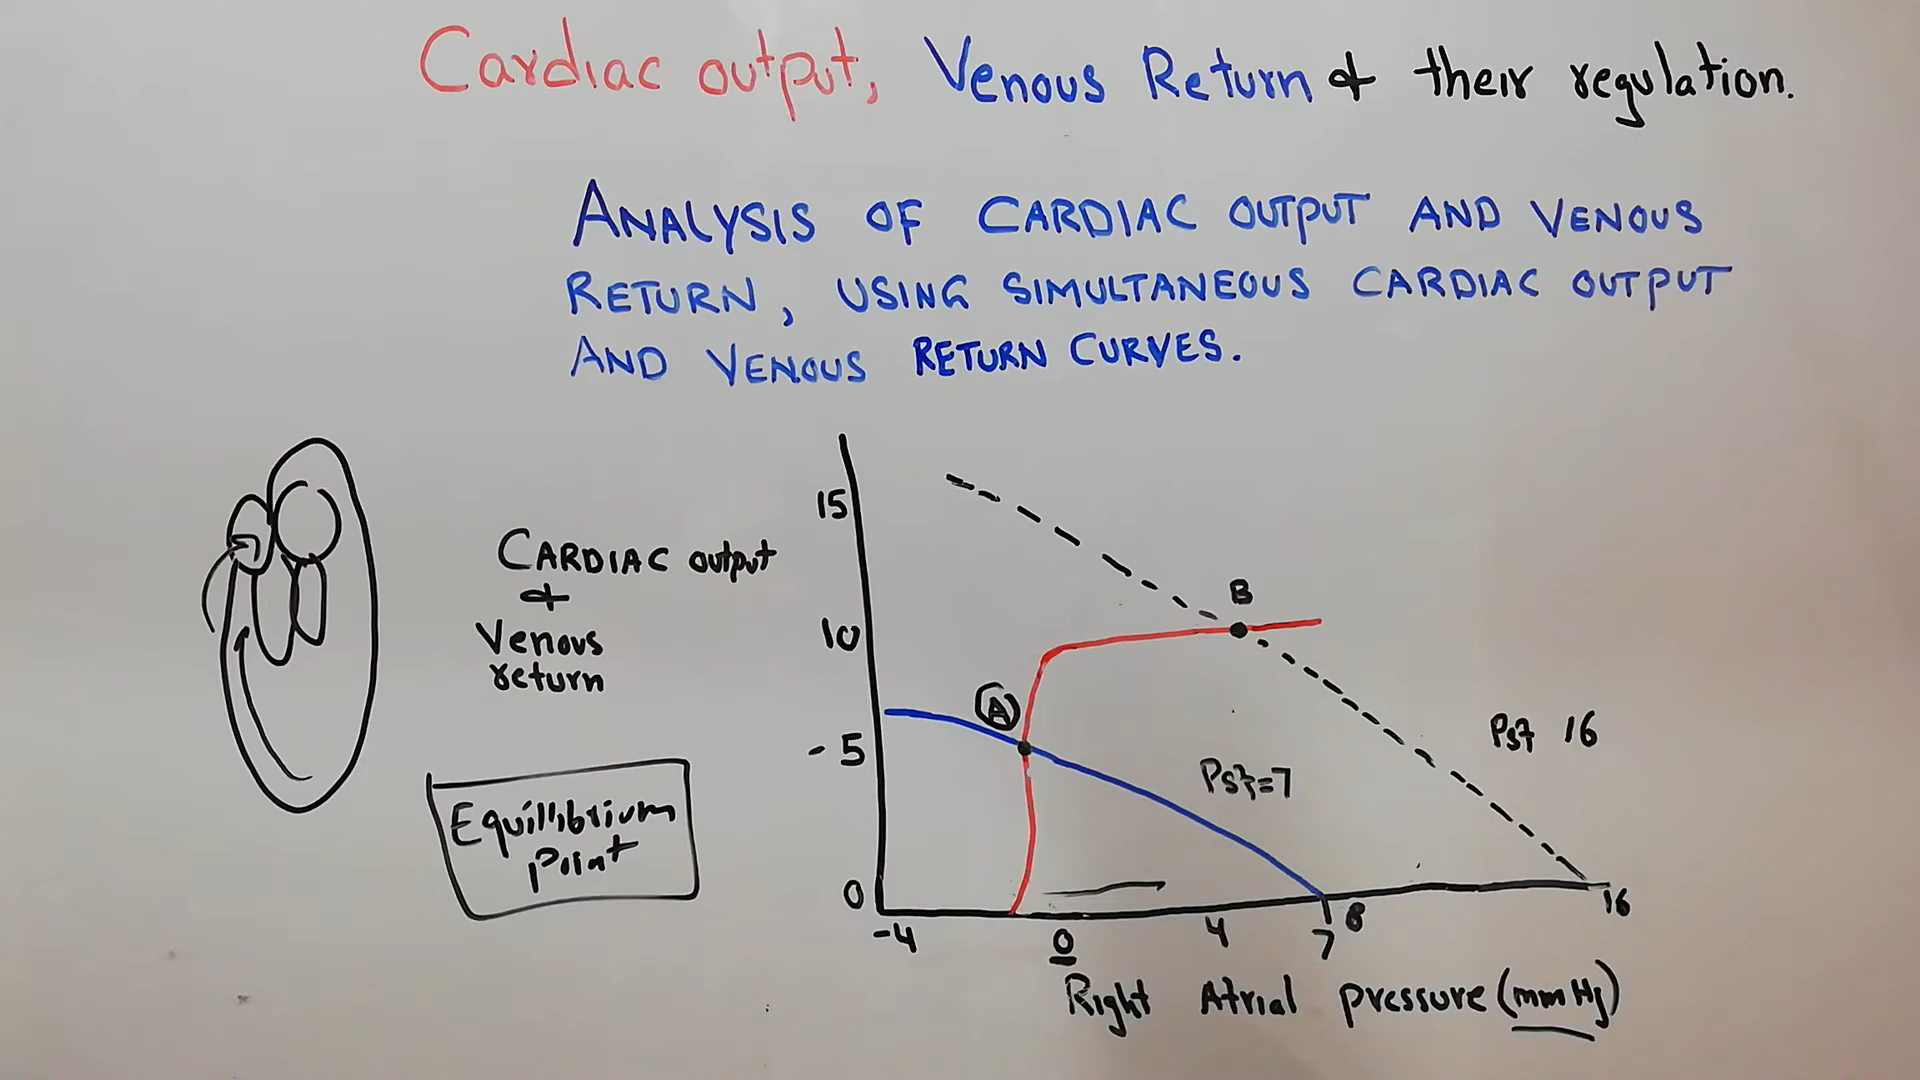 Cardiac output, Venous Return & their regulation.
ANALYSIS OF CARDIAC OUTPUT AND VENOUS
RETURN, USING SIMULTANEOUS CARDIAC OUTPUT
AND VENOUS RETURN CURVES.
CARDIAC output
&
Venous
return
Equillibrium
Point
15
10
- 5
0
-4
0
4
7
8
16
A
B
Psf=7
Psf 16
Right Atrial pressure (mmHg)